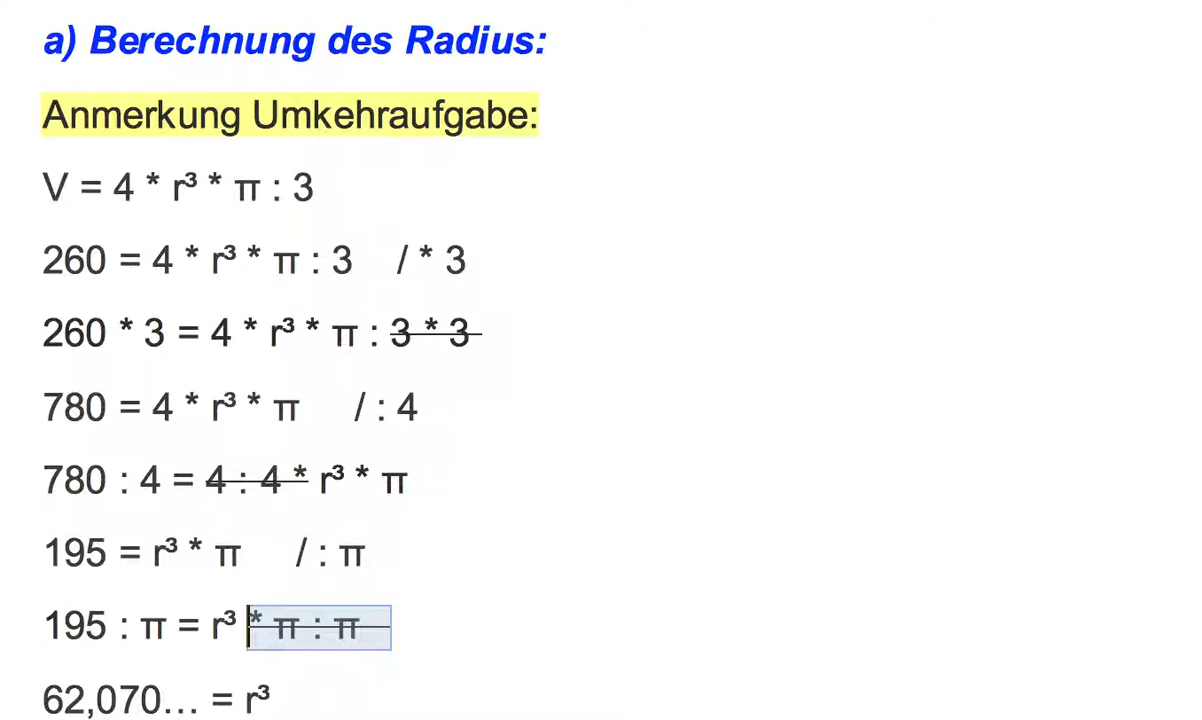 a) Berechnung des Radius:
Anmerkung Umkehraufgabe:
V = 4 * r³ * π : 3
260 = 4 * r³ * π : 3 / * 3
260 * 3 = 4 * r³ * π : 3 * 3
780 = 4 * r³ * π / : 4
780 : 4 = 4 : 4 * r³ * π
195 = r³ * π / : π
195 : π = r³ * π : π
62,070... = r³